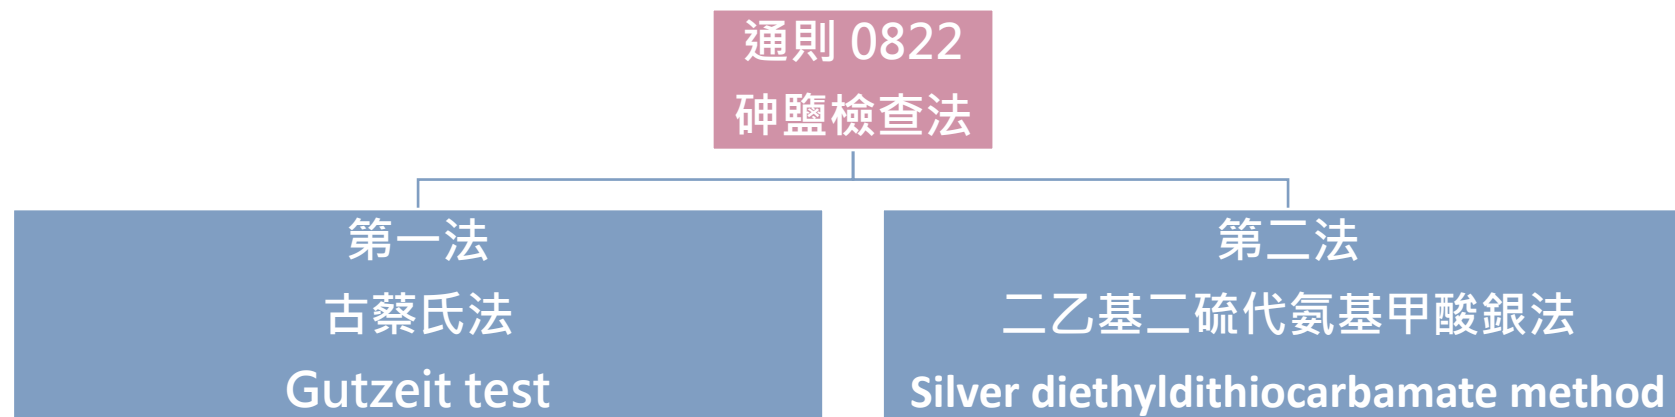 通則 0822
砷鹽檢查法
第一法
古蔡氏法
Gutzeit test
第二法
二乙基二硫代氨基甲酸銀法
Silver diethyldithiocarbamate method